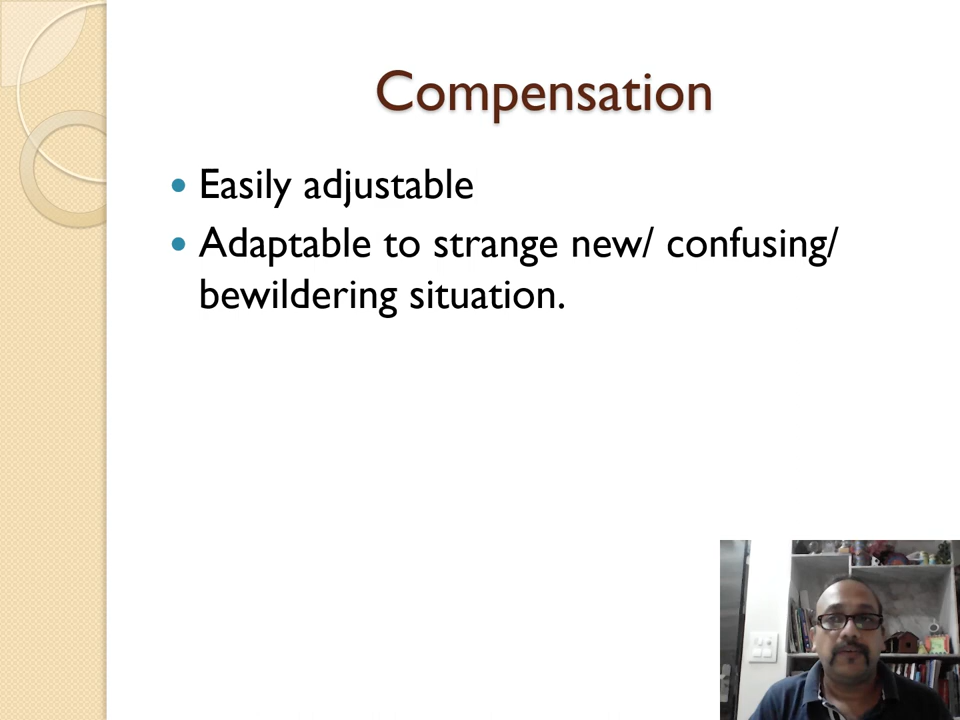 Compensation
Easily adjustable
Adaptable to strange new/ confusing/
bewildering situation.